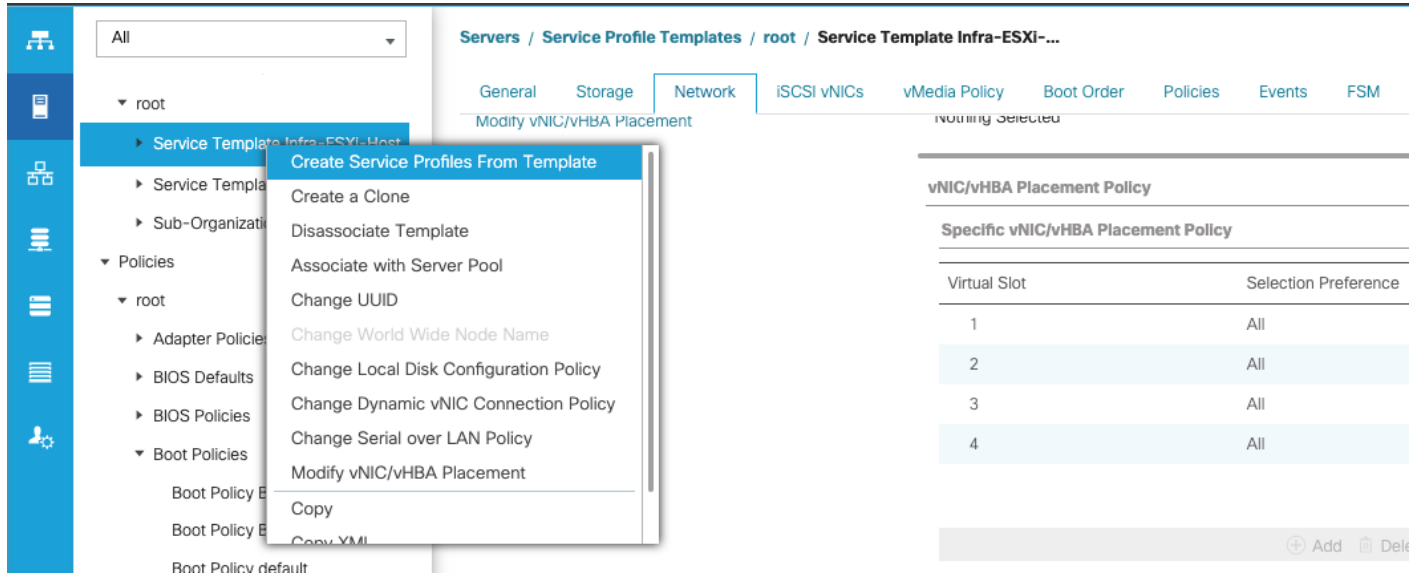 All
root
Service Template Infra-ESXi-Host
Service Templa
Sub-Organizati
Policies
root
Adapter Policie
BIOS Defaults
BIOS Policies
Boot Policies
Boot Policy B
Boot Policy B
Boot Policy default
Create Service Profiles From Template
Create a Clone
Disassociate Template
Associate with Server Pool
Change UUID
Change World Wide Node Name
Change Local Disk Configuration Policy
Change Dynamic vNIC Connection Policy
Change Serial over LAN Policy
Modify vNIC/vHBA Placement
Copy
Copy XML
Servers / Service Profile Templates / root / Service Template Infra-ESXi-...
General Storage Network iSCSI vNICs vMedia Policy Boot Order Policies Events FSM
Modify vNIC/vHBA Placement
Nothing Selected
vNIC/vHBA Placement Policy
Specific vNIC/vHBA Placement Policy
Virtual Slot Selection Preference
1 All
2 All
3 All
4 All
Add Dele